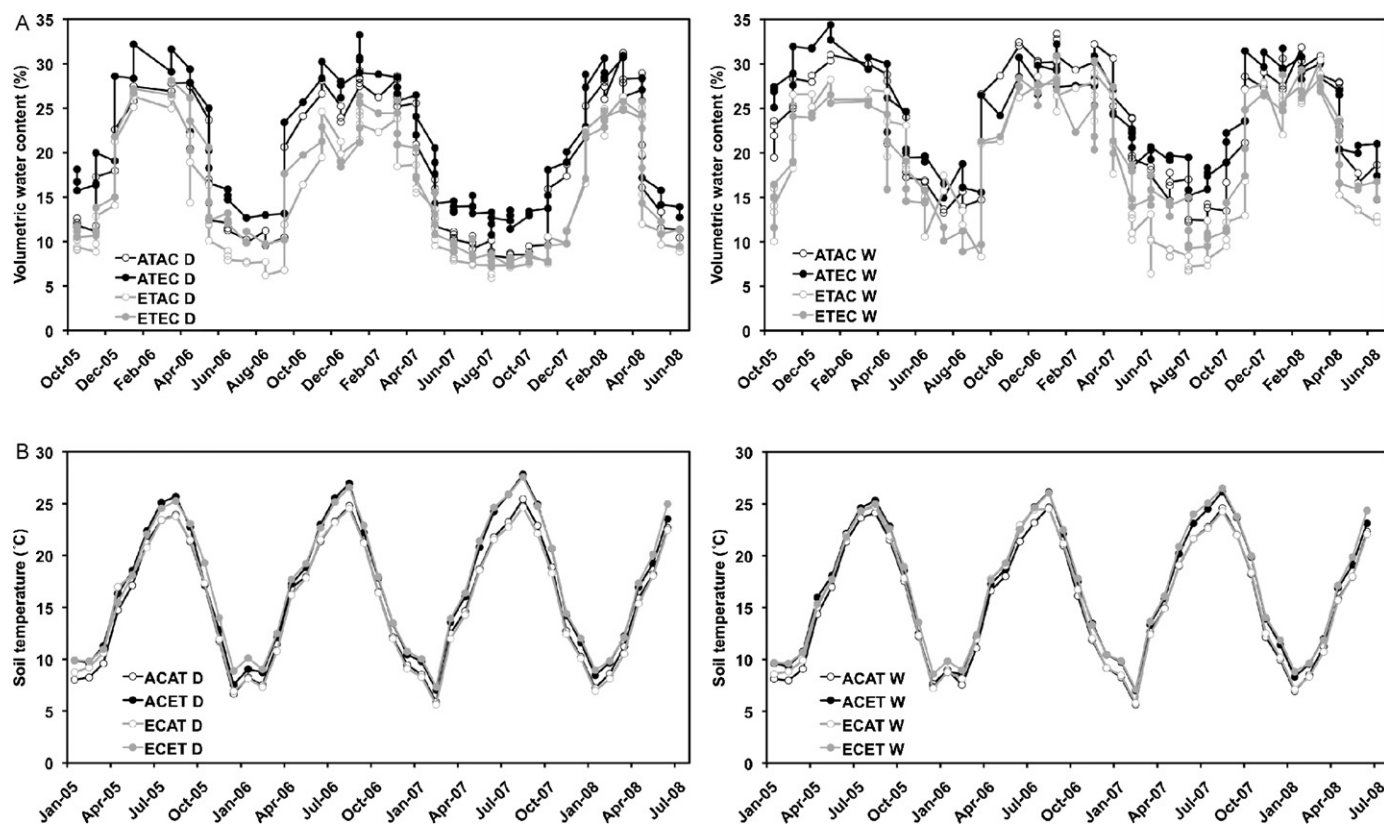 A
35
30
25
20
15
10
5
0
Volumetric water content (%)
ATAC D
ATEC D
ETAC D
ETEC D
Oct-05 Dec-05 Feb-06 Apr-06 Jun-06 Aug-06 Oct-06 Dec-06 Feb-07 Apr-07 Jun-07 Aug-07 Oct-07 Dec-07 Feb-08 Apr-08 Jun-08
35
30
25
20
15
10
5
0
Volumetric water content (%)
ATAC W
ATEC W
ETAC W
ETEC W
Oct-05 Dec-05 Feb-06 Apr-06 Jun-06 Aug-06 Oct-06 Dec-06 Feb-07 Apr-07 Jun-07 Aug-07 Oct-07 Dec-07 Feb-08 Apr-08 Jun-08
B
30
25
20
15
10
5
0
Soil temperature (°C)
ACAT D
ACET D
ECAT D
ECET D
Jan-05 Apr-05 Jul-05 Oct-05 Jan-06 Apr-06 Jul-06 Oct-06 Jan-07 Apr-07 Jul-07 Oct-07 Jan-08 Apr-08 Jul-08
30
25
20
15
10
5
0
Soil temperature (°C)
ACAT W
ACET W
ECAT W
ECET W
Jan-05 Apr-05 Jul-05 Oct-05 Jan-06 Apr-06 Jul-06 Oct-06 Jan-07 Apr-07 Jul-07 Oct-07 Jan-08 Apr-08 Jul-08